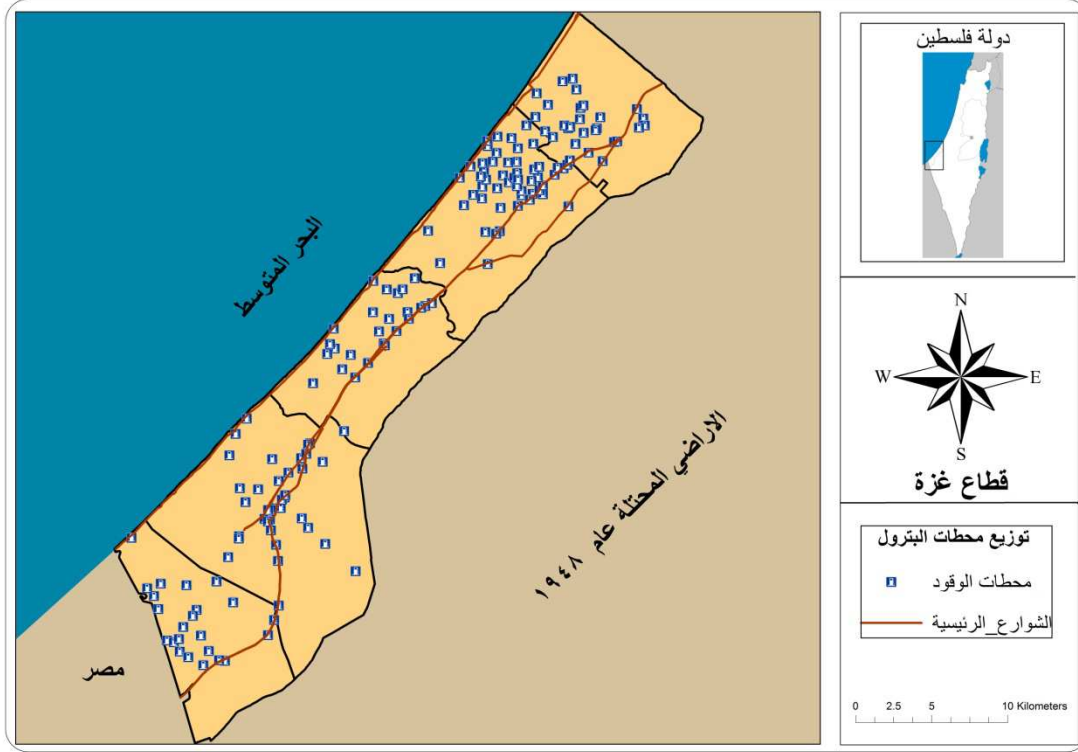 البحر المتوسط
الاراضي المحتلة عام ١٩٤٨
مصر
دولة فلسطين
N
W
E
S
قطاع غزة
توزيع محطات البترول
محطات الوقود
الشوارع_الرئيسية
0 2.5 5 10 Kilometers